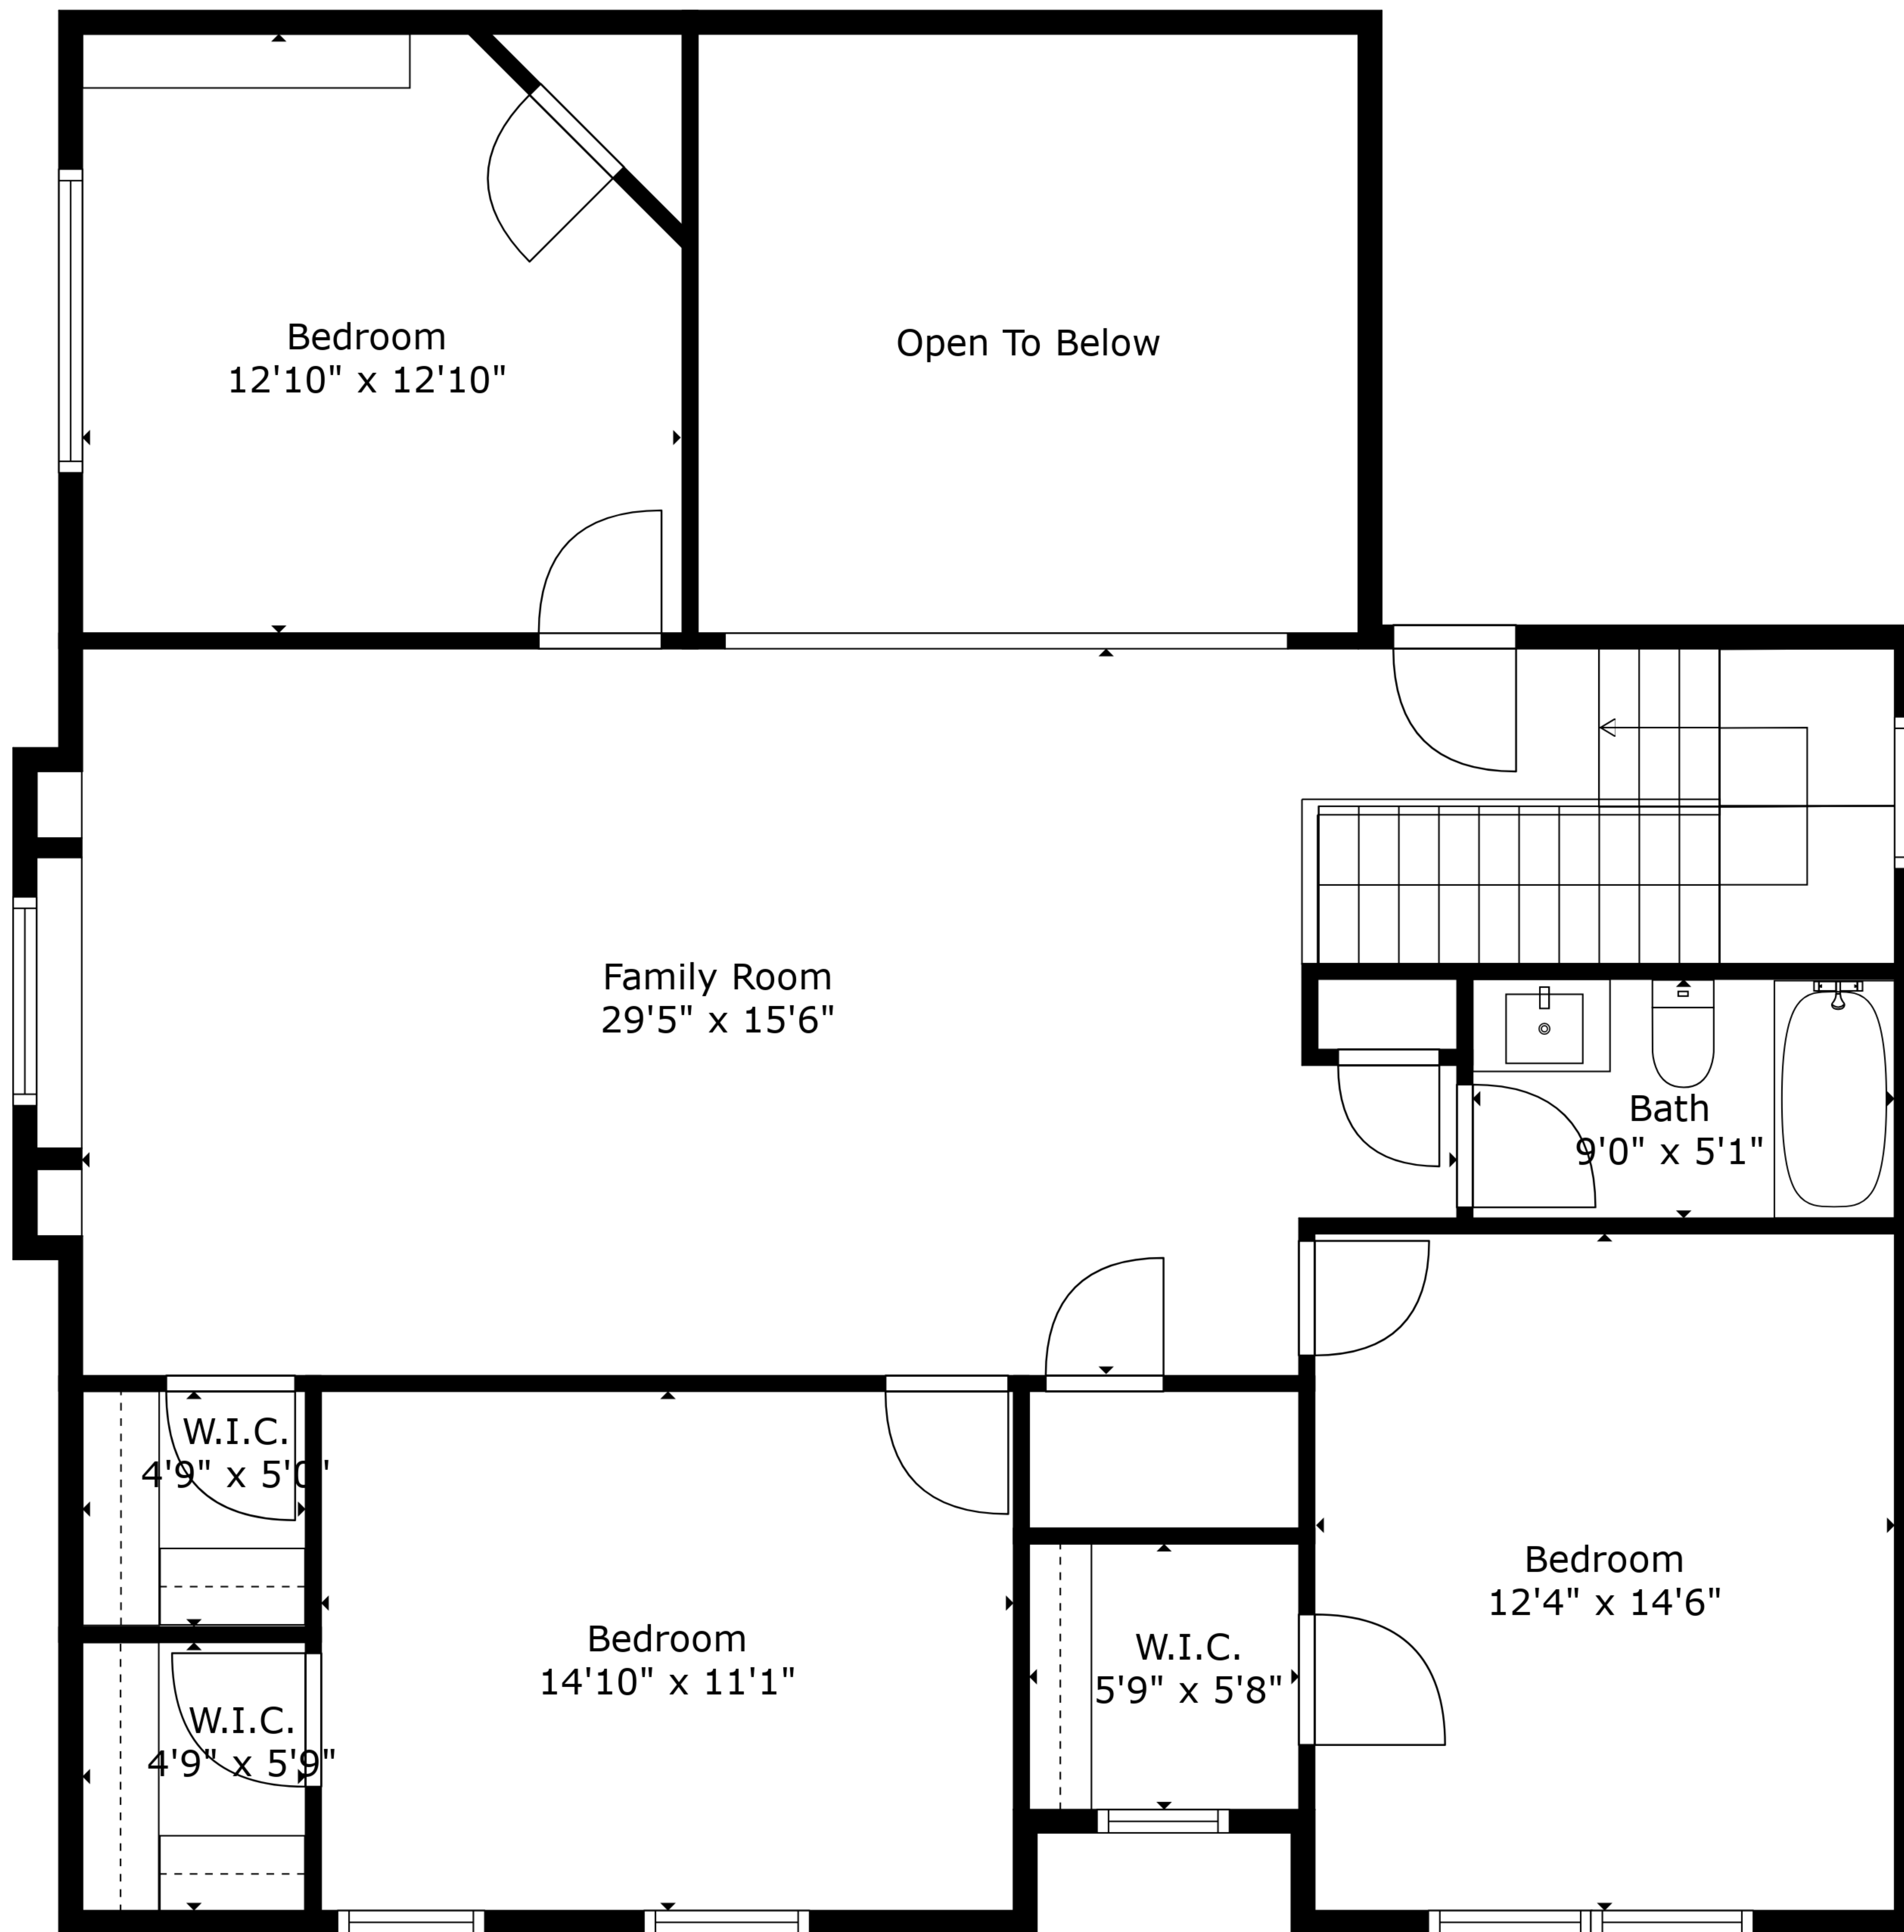 Bedroom
12'10" x 12'10"
Open To Below
Family Room
29'5" x 15'6"
Bath
9'0" x 5'1"
W.I.C.
4'9" x 5'0"
Bedroom
14'10" x 11'1"
W.I.C.
5'9" x 5'8"
Bedroom
12'4" x 14'6"
W.I.C.
4'9" x 5'9"